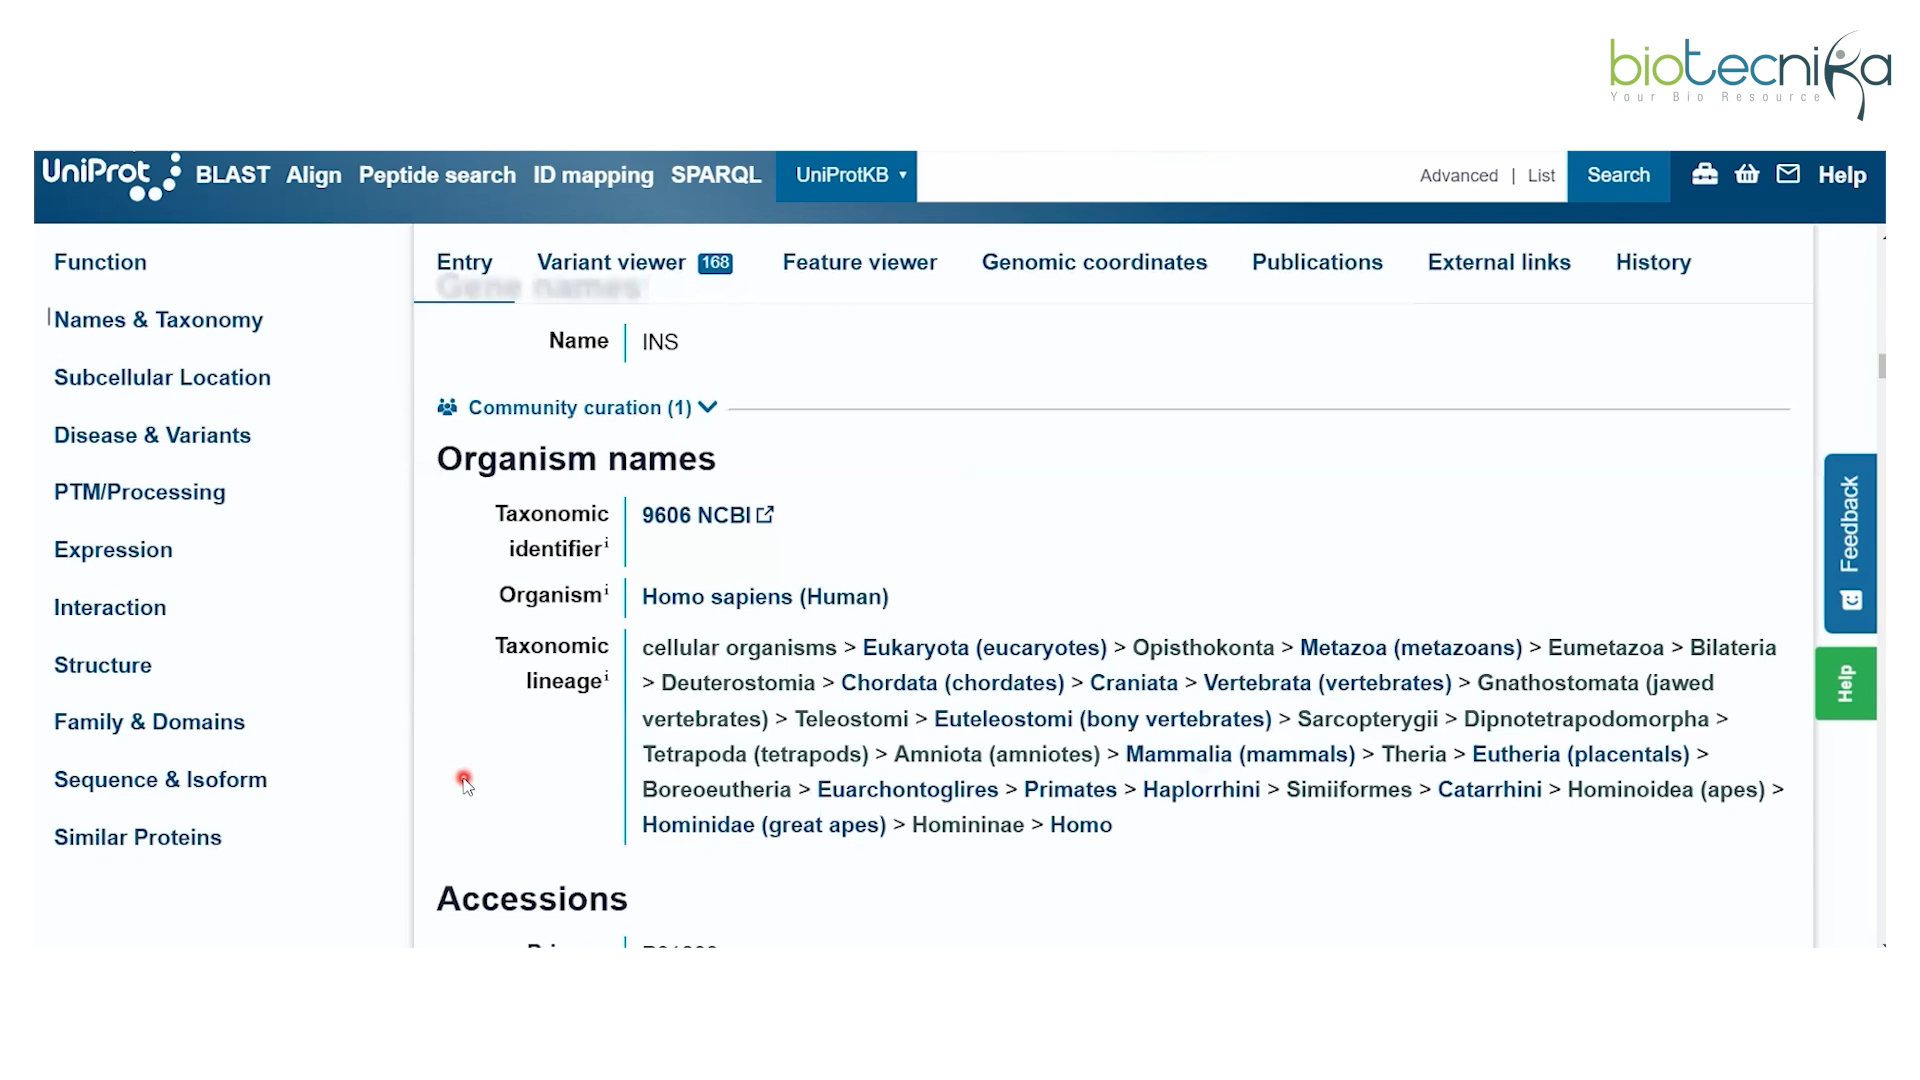 biotecnika
Your Bio Resource
UniProt BLAST Align Peptide search ID mapping SPARQL UniProtKB Advanced | List Search Help
Function
Names & Taxonomy
Subcellular Location
Disease & Variants
PTM/Processing
Expression
Interaction
Structure
Family & Domains
Sequence & Isoform
Similar Proteins
Entry Variant viewer 168 Feature viewer Genomic coordinates Publications External links History
Gene names
Name INS
Community curation (1)
Organism names
Taxonomic identifier i 9606 NCBI
Organism i Homo sapiens (Human)
Taxonomic lineage i
cellular organisms > Eukaryota (eucaryotes) > Opisthokonta > Metazoa (metazoans) > Eumetazoa > Bilateria
> Deuterostomia > Chordata (chordates) > Craniata > Vertebrata (vertebrates) > Gnathostomata (jawed
vertebrates) > Teleostomi > Euteleostomi (bony vertebrates) > Sarcopterygii > Dipnotetrapodomorpha >
Tetrapoda (tetrapods) > Amniota (amniotes) > Mammalia (mammals) > Theria > Eutheria (placentals) >
Boreoeutheria > Euarchontoglires > Primates > Haplorrhini > Simiiformes > Catarrhini > Hominoidea (apes) >
Hominidae (great apes) > Homininae > Homo
Accessions
Feedback
Help